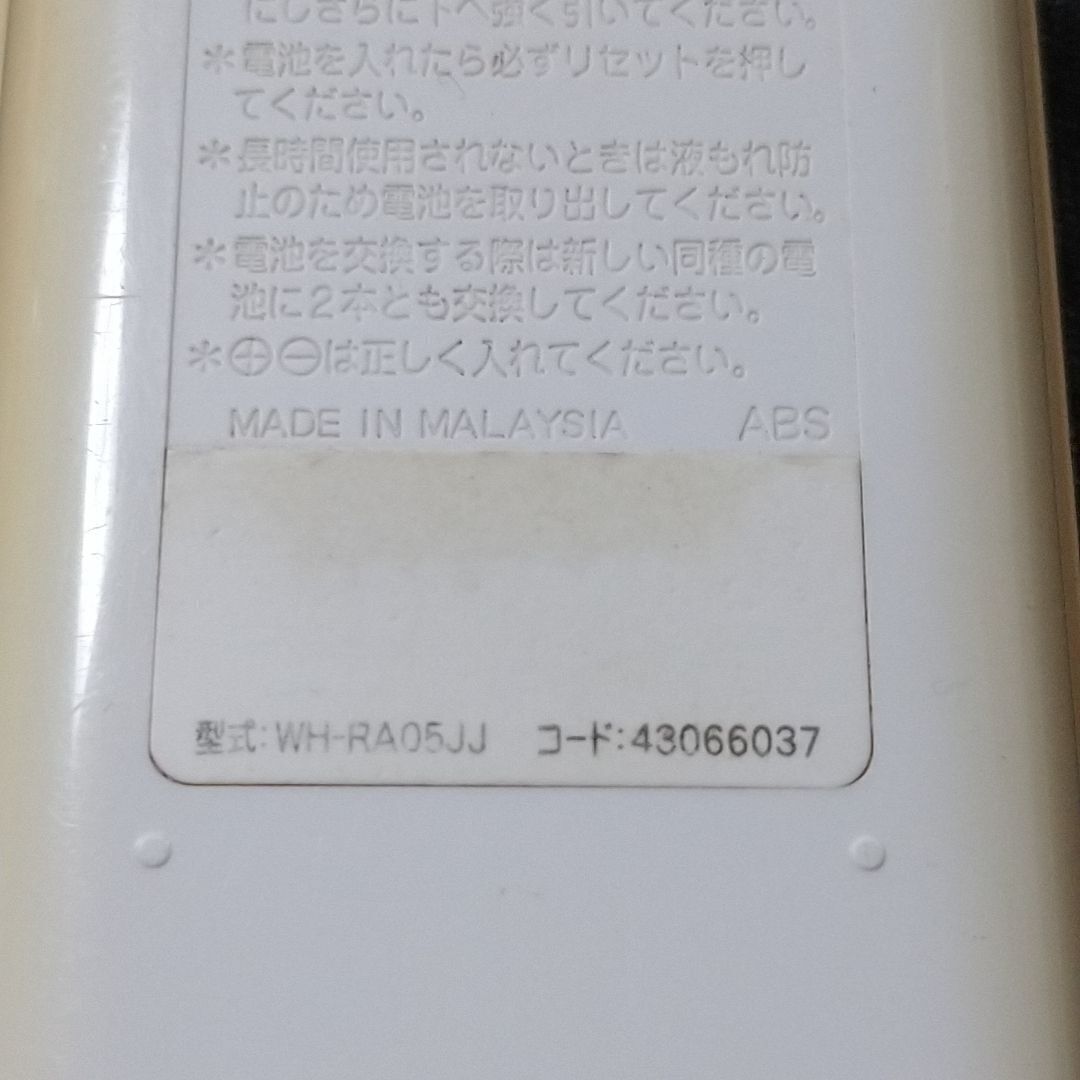 にしさらに下へ強く引いてください。
＊電池を入れたら必ずリセットを押し
てください。
＊長時間使用されないときは液もれ防
止のため電池を取り出してください。
＊電池を交換する際は新しい同種の電
池に2本とも交換してください。
＊⊕⊖は正しく入れてください。
MADE IN MALAYSIA ABS
型式:WH-RA05JJ コード:43066037